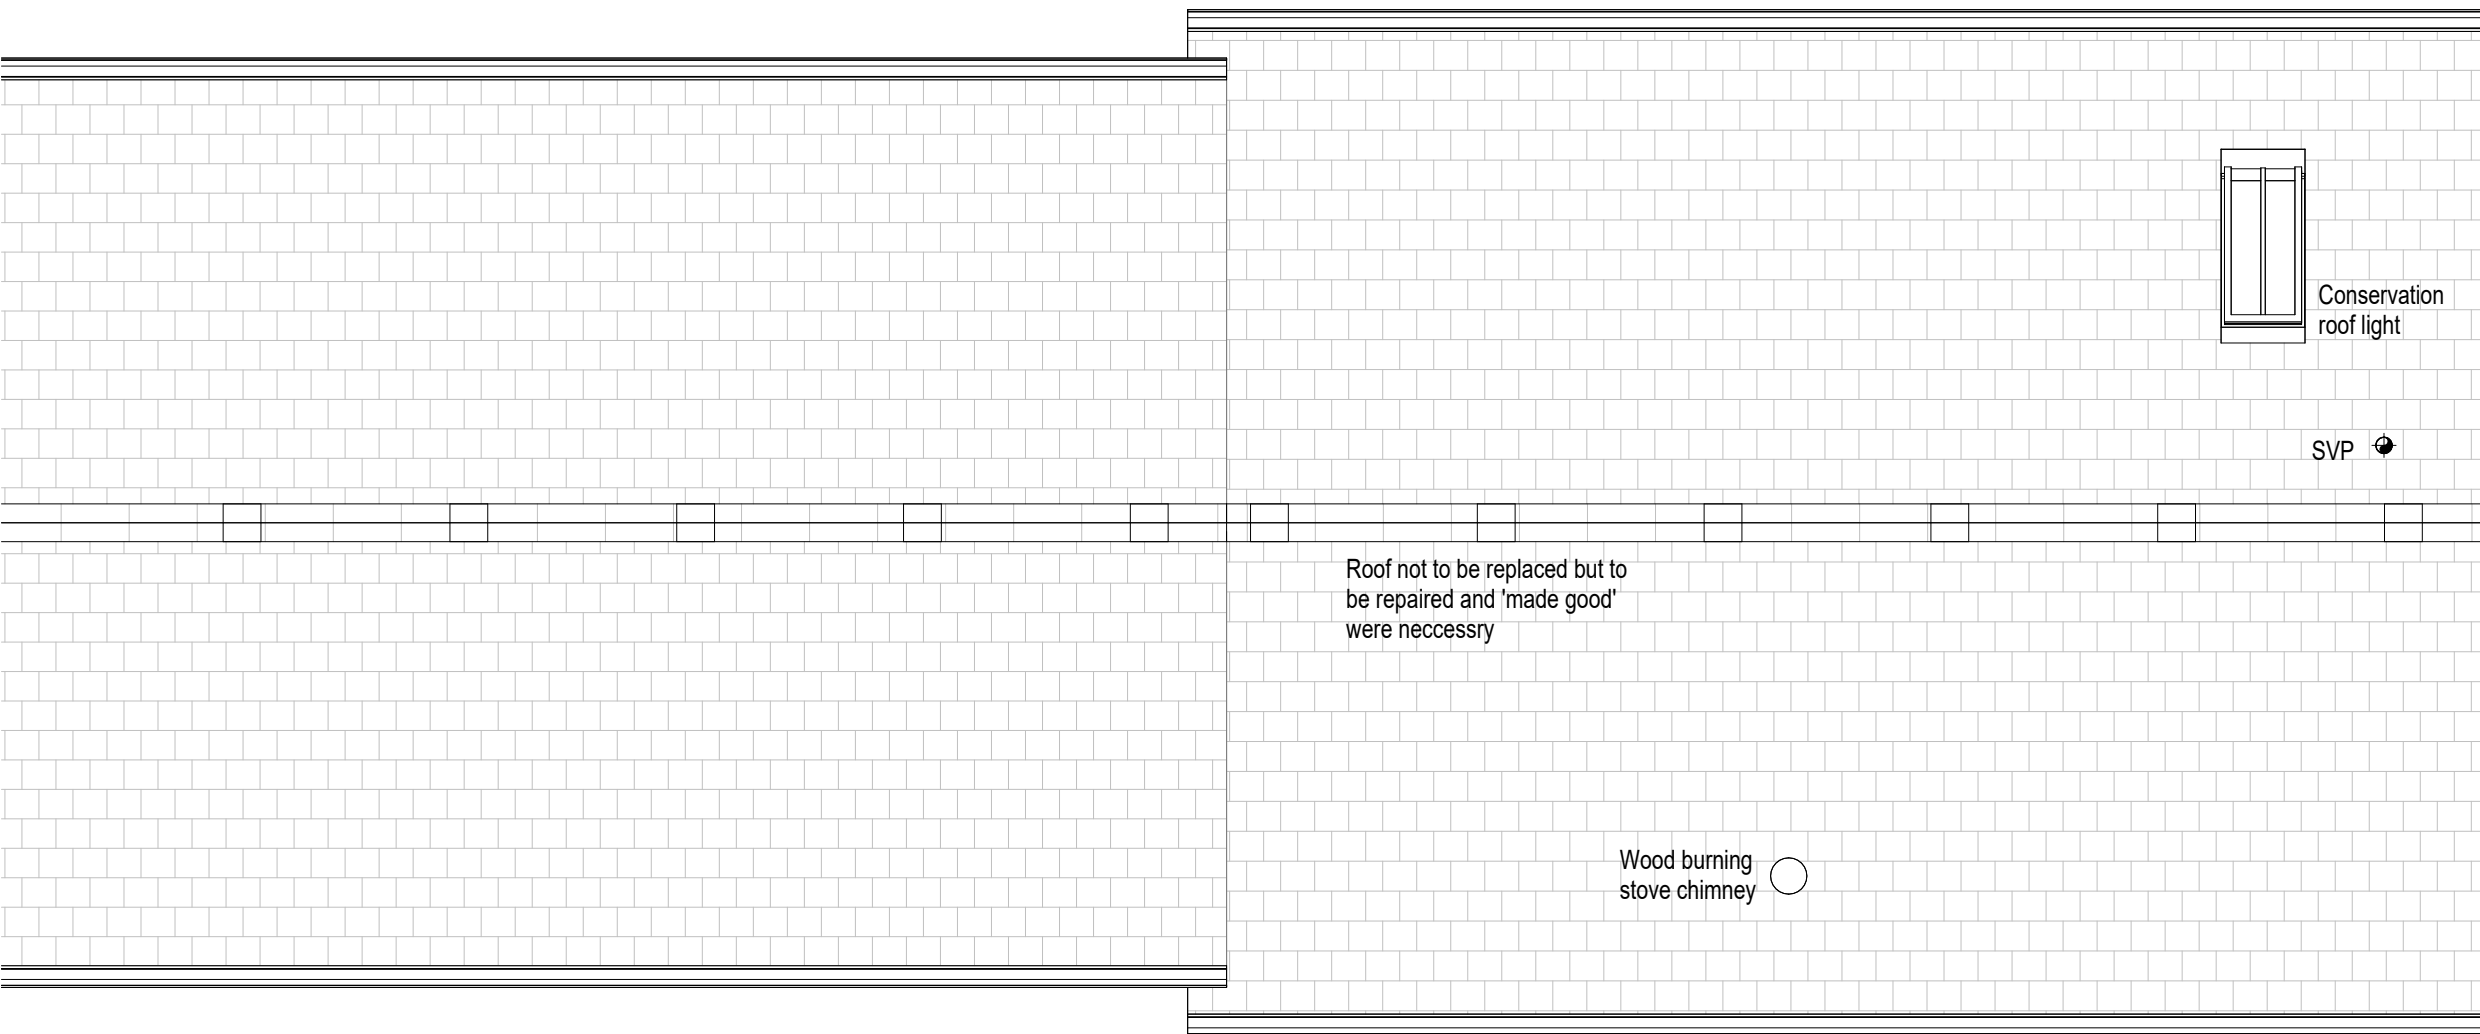 Conservation
roof light
SVP
Roof not to be replaced but to
be repaired and 'made good'
were neccessry
Wood burning
stove chimney